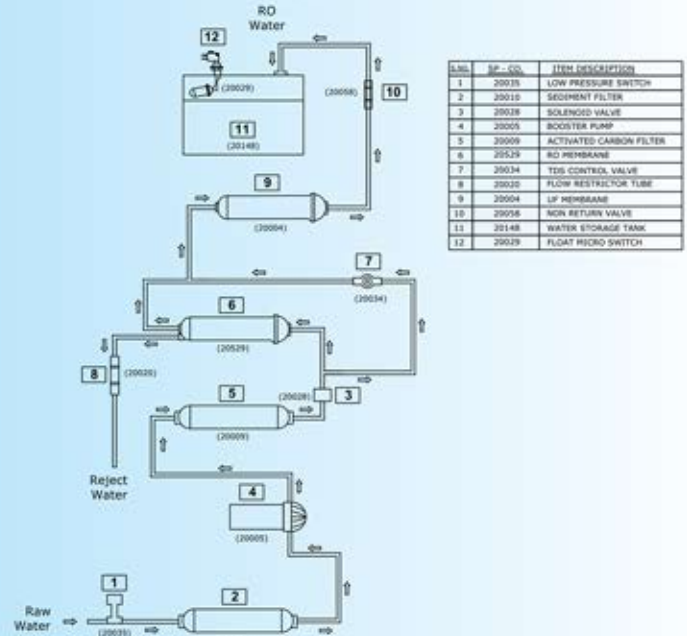 RO
Water
12
(20029)
(20058)
10
11
(20148)
9
(20004)
7
(20034)
6
(20529)
8
(20020)
(20028)
3
5
(20009)
Reject
Water
4
(20005)
1
2
Raw
Water
(20035)
S.NO. SP - CO. ITEM DESCRIPTION
1 20035 LOW PRESSURE SWITCH
2 20010 SEDIMENT FILTER
3 20028 SOLENOID VALVE
4 20005 BOOSTER PUMP
5 20009 ACTIVATED CARBON FILTER
6 20529 RO MEMBRANE
7 20034 TDS CONTROL VALVE
8 20020 FLOW RESTRICTOR TUBE
9 20004 UF MEMBRANE
10 20058 NON RETURN VALVE
11 20148 WATER STORAGE TANK
12 20029 FLOAT MICRO SWITCH